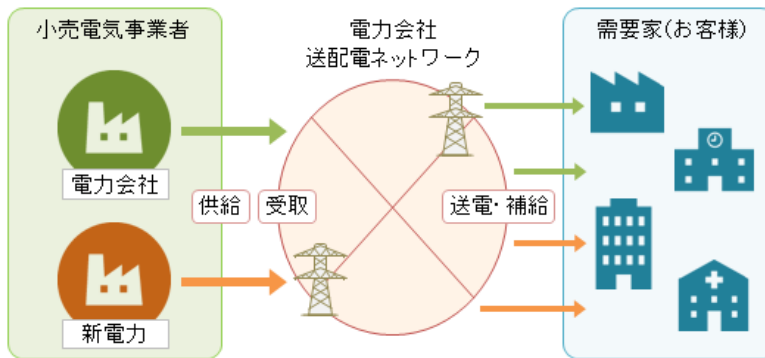 小売電気事業者
電力会社
送配電ネットワーク
需要家(お客様)
電力会社
供給
受取
送電・補給
新電力